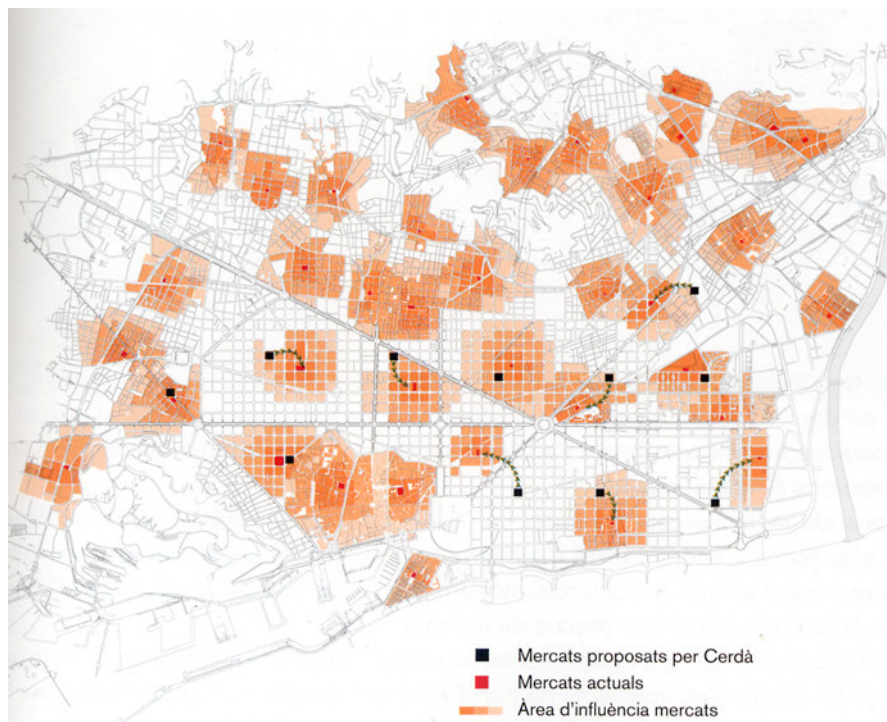 Mercats proposats per Cerdà
Mercats actuals
Àrea d'influència mercats